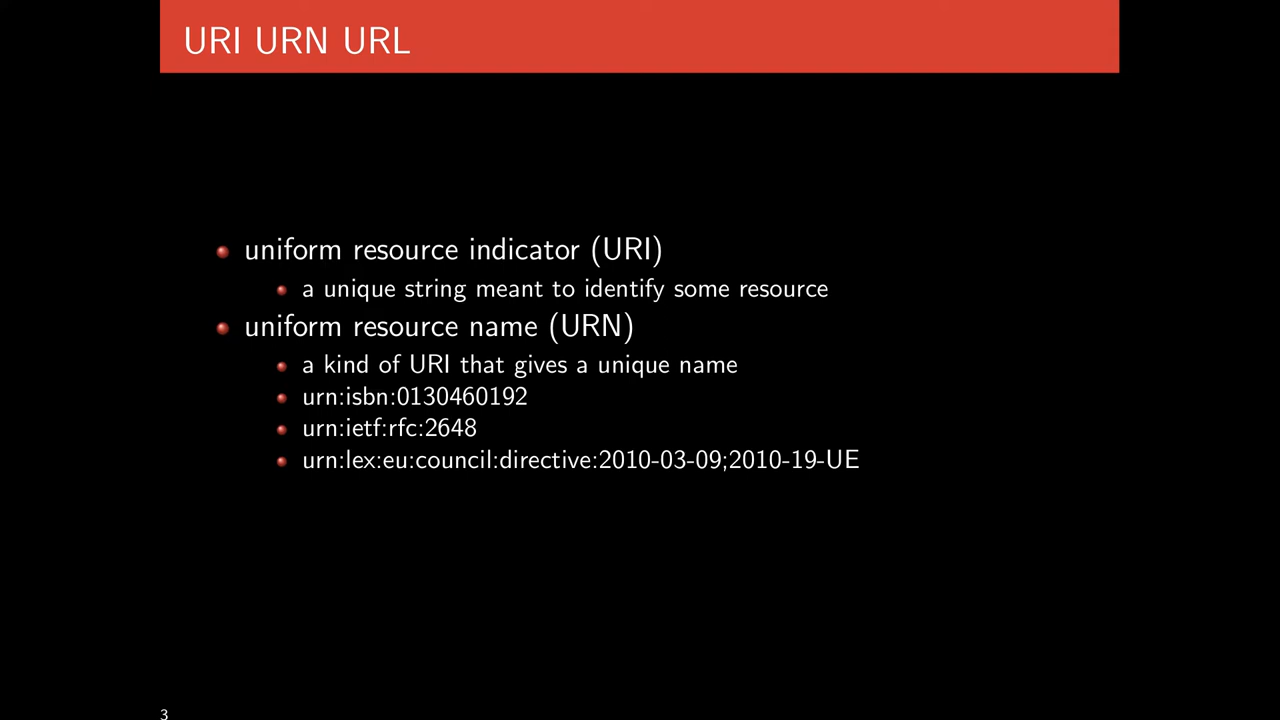 URI URN URL
uniform resource indicator (URI)
a unique string meant to identify some resource
uniform resource name (URN)
a kind of URI that gives a unique name
urn:isbn:0130460192
urn:ietf:rfc:2648
urn:lex:eu:council:directive:2010-03-09;2010-19-UE
3